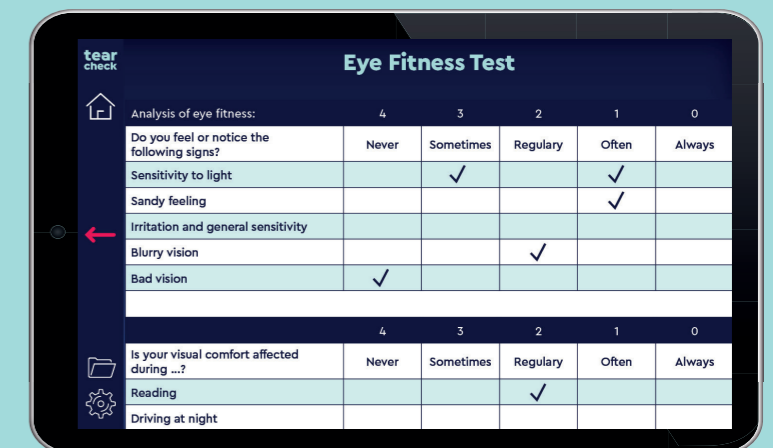 tear
check
Eye Fitness Test
Analysis of eye fitness: 4 3 2 1 0
Do you feel or notice the
following signs? Never Sometimes Regulary Often Always
Sensitivity to light ✓ ✓
Sandy feeling ✓
Irritation and general sensitivity
Blurry vision ✓
Bad vision ✓
4 3 2 1 0
Is your visual comfort affected
during ...? Never Sometimes Regulary Often Always
Reading ✓
Driving at night